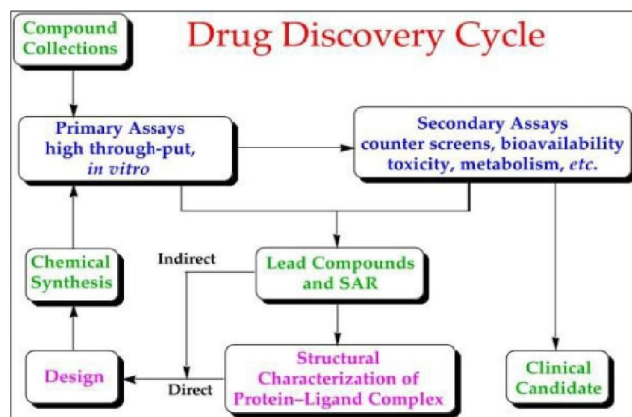 Drug Discovery Cycle
Compound
Collections
Primary Assays
high through-put,
in vitro
Secondary Assays
counter screens, bioavailability
toxicity, metabolism, etc.
Chemical
Synthesis
Indirect
Lead Compounds
and SAR
Design
Direct
Structural
Characterization of
Protein–Ligand Complex
Clinical
Candidate